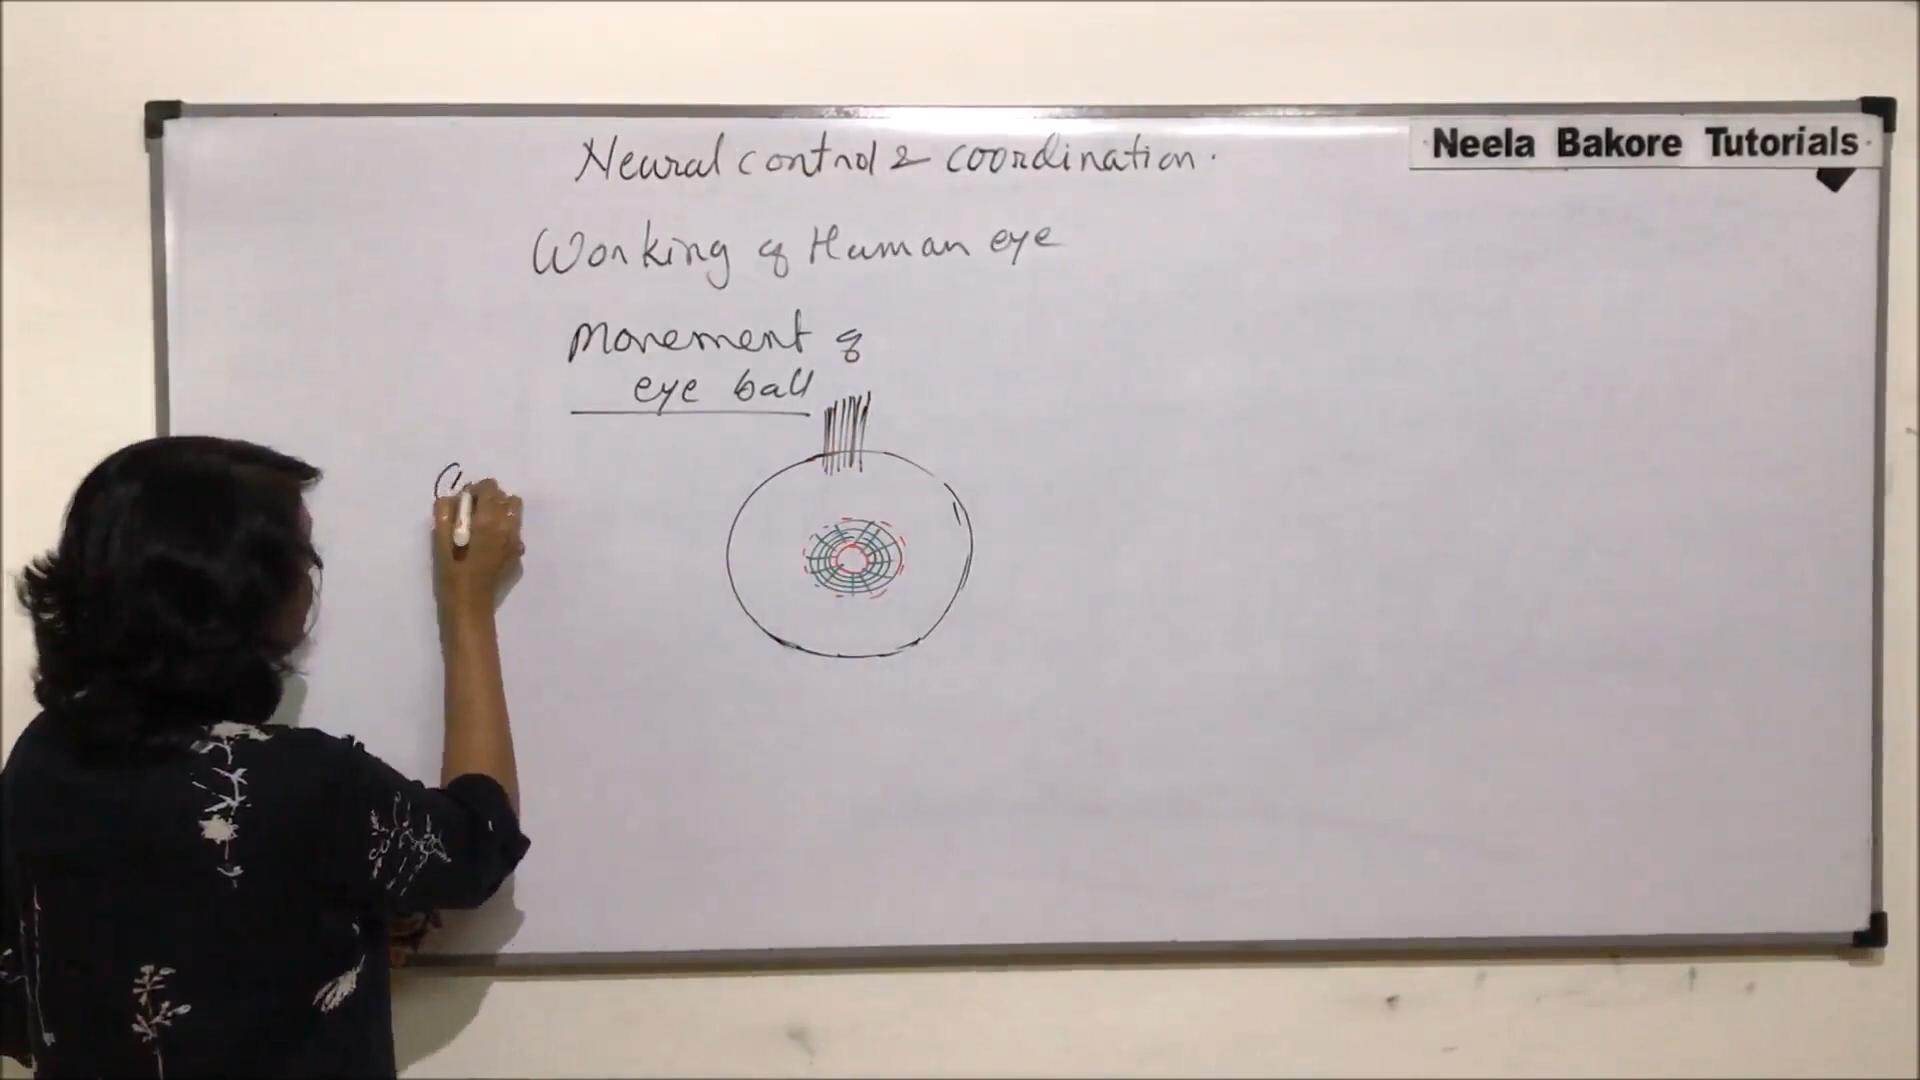 Neural control & coordination.
Neela Bakore Tutorials
Working of Human eye
Movement of
eye ball